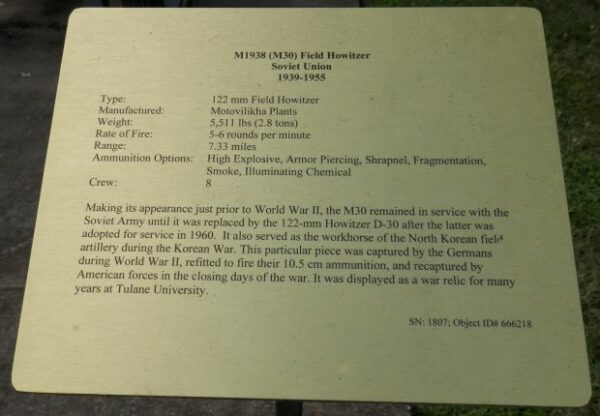 M1938 (M30) Field Howitzer
Soviet Union
1939-1955
Type: 122 mm Field Howitzer
Manufactured: Motovilikha Plants
Weight: 5,511 lbs (2.8 tons)
Rate of Fire: 5-6 rounds per minute
Range: 7.33 miles
Ammunition Options: High Explosive, Armor Piercing, Shrapnel, Fragmentation,
Smoke, Illuminating Chemical
Crew: 8
Making its appearance just prior to World War II, the M30 remained in service with the
Soviet Army until it was replaced by the 122-mm Howitzer D-30 after the latter was
adopted for service in 1960. It also served as the workhorse of the North Korean field
artillery during the Korean War. This particular piece was captured by the Germans
during World War II, refitted to fire their 10.5 cm ammunition, and recaptured by
American forces in the closing days of the war. It was displayed as a war relic for many
years at Tulane University.
SN: 1807; Object ID# 666218